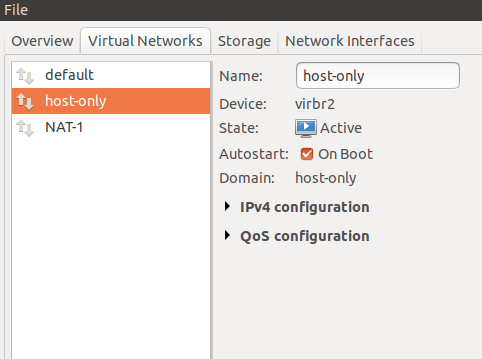 File
Overview Virtual Networks Storage Network Interfaces
default
host-only
NAT-1
Name: host-only
Device: virbr2
State: Active
Autostart: On Boot
Domain: host-only
IPv4 configuration
QoS configuration